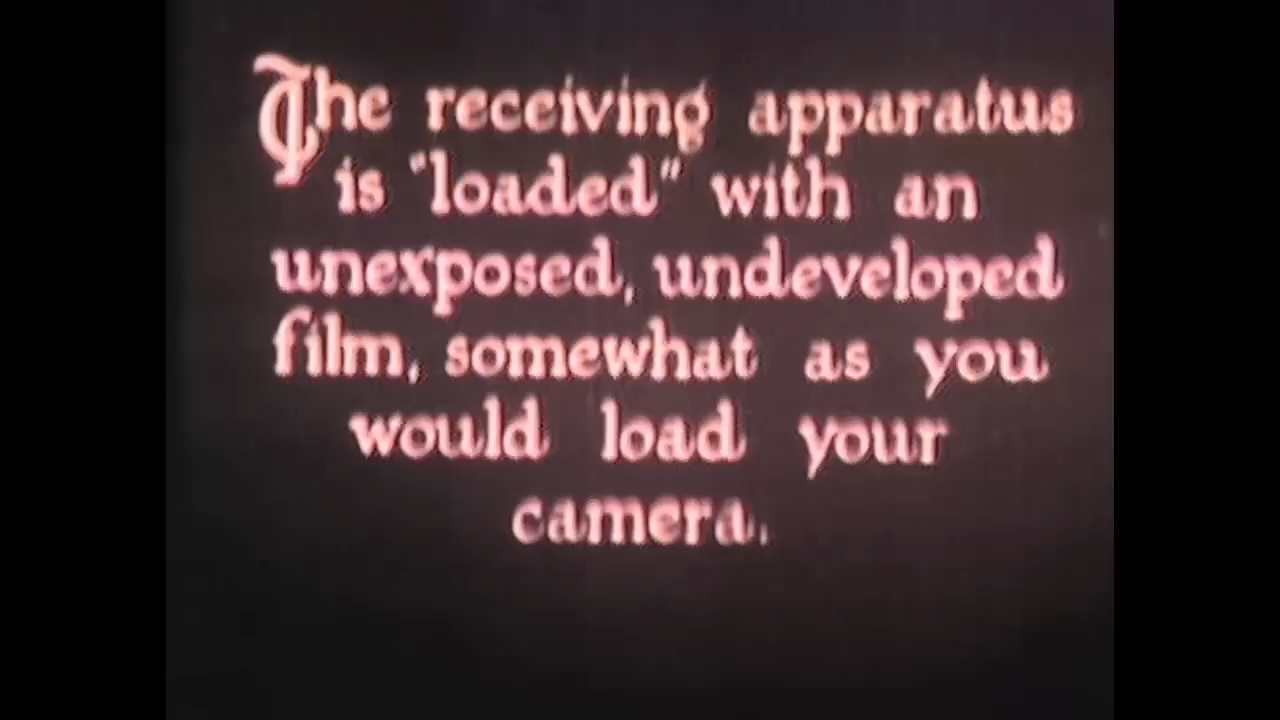 The receiving apparatus
is "loaded" with an
unexposed, undeveloped
film, somewhat as you
would load your
camera.